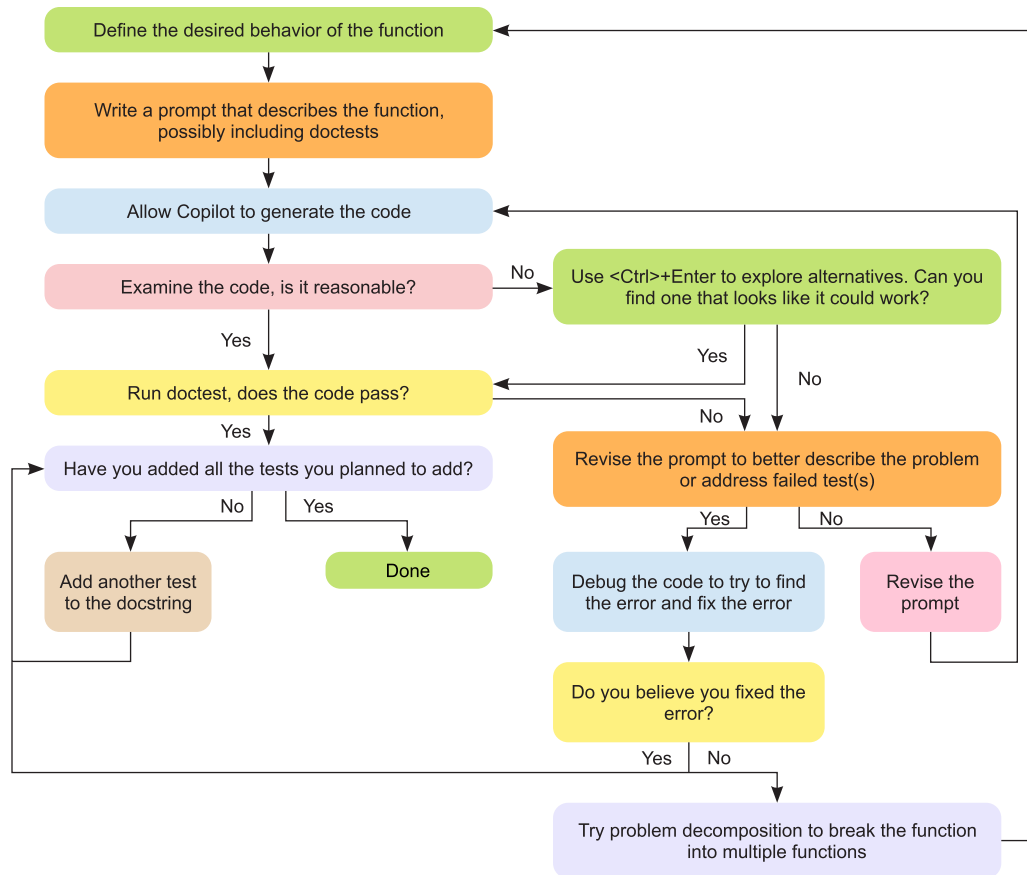 Define the desired behavior of the function
Write a prompt that describes the function,
possibly including doctests
Allow Copilot to generate the code
Examine the code, is it reasonable?
No
Use <Ctrl>+Enter to explore alternatives. Can you
find one that looks like it could work?
Yes
Yes
No
Run doctest, does the code pass?
No
Yes
Have you added all the tests you planned to add?
Revise the prompt to better describe the problem
or address failed test(s)
No
Yes
Yes
No
Add another test
to the docstring
Done
Debug the code to try to find
the error and fix the error
Revise the
prompt
Do you believe you fixed the
error?
Yes
No
Try problem decomposition to break the function
into multiple functions